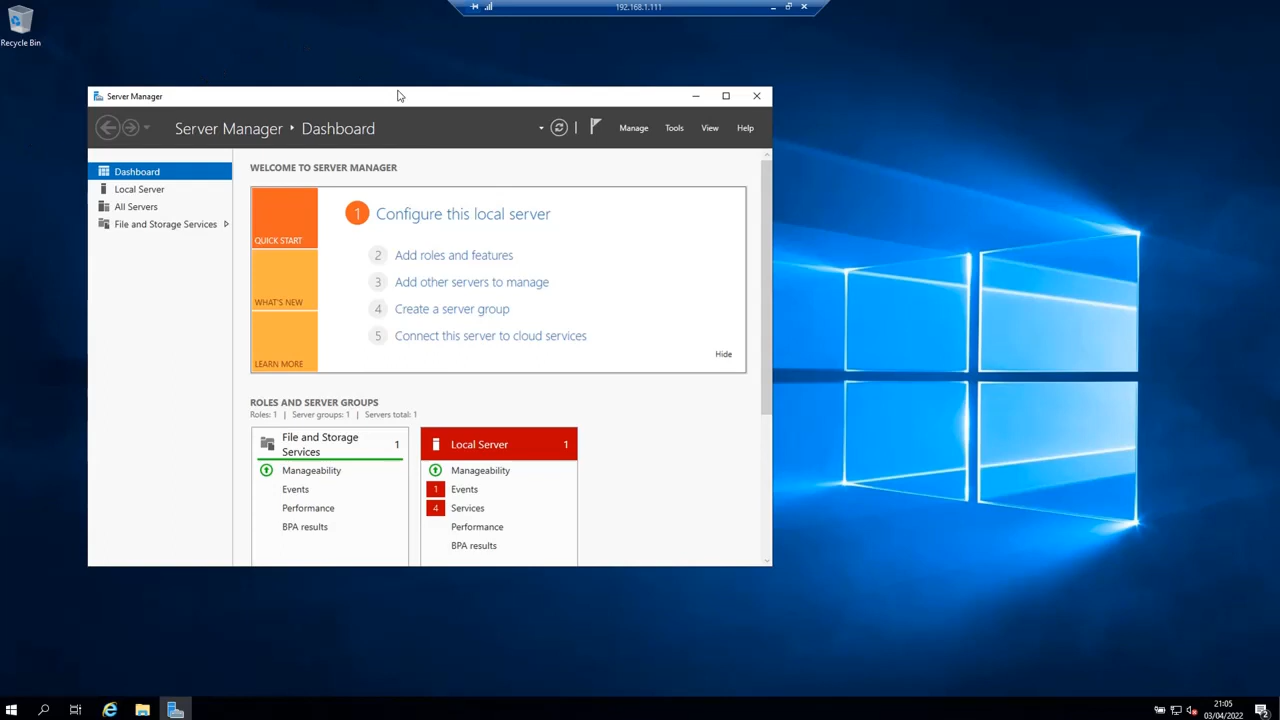 192.168.1.111
Recycle Bin
Server Manager
Server Manager ‣ Dashboard
Manage Tools View Help
Dashboard
Local Server
All Servers
File and Storage Services
WELCOME TO SERVER MANAGER
QUICK START
WHAT'S NEW
LEARN MORE
1 Configure this local server
2 Add roles and features
3 Add other servers to manage
4 Create a server group
5 Connect this server to cloud services
Hide
ROLES AND SERVER GROUPS
Roles: 1 | Server groups: 1 | Servers total: 1
File and Storage Services 1
Manageability
Events
Performance
BPA results
Local Server 1
Manageability
1 Events
4 Services
Performance
BPA results
21:05
03/04/2022
2